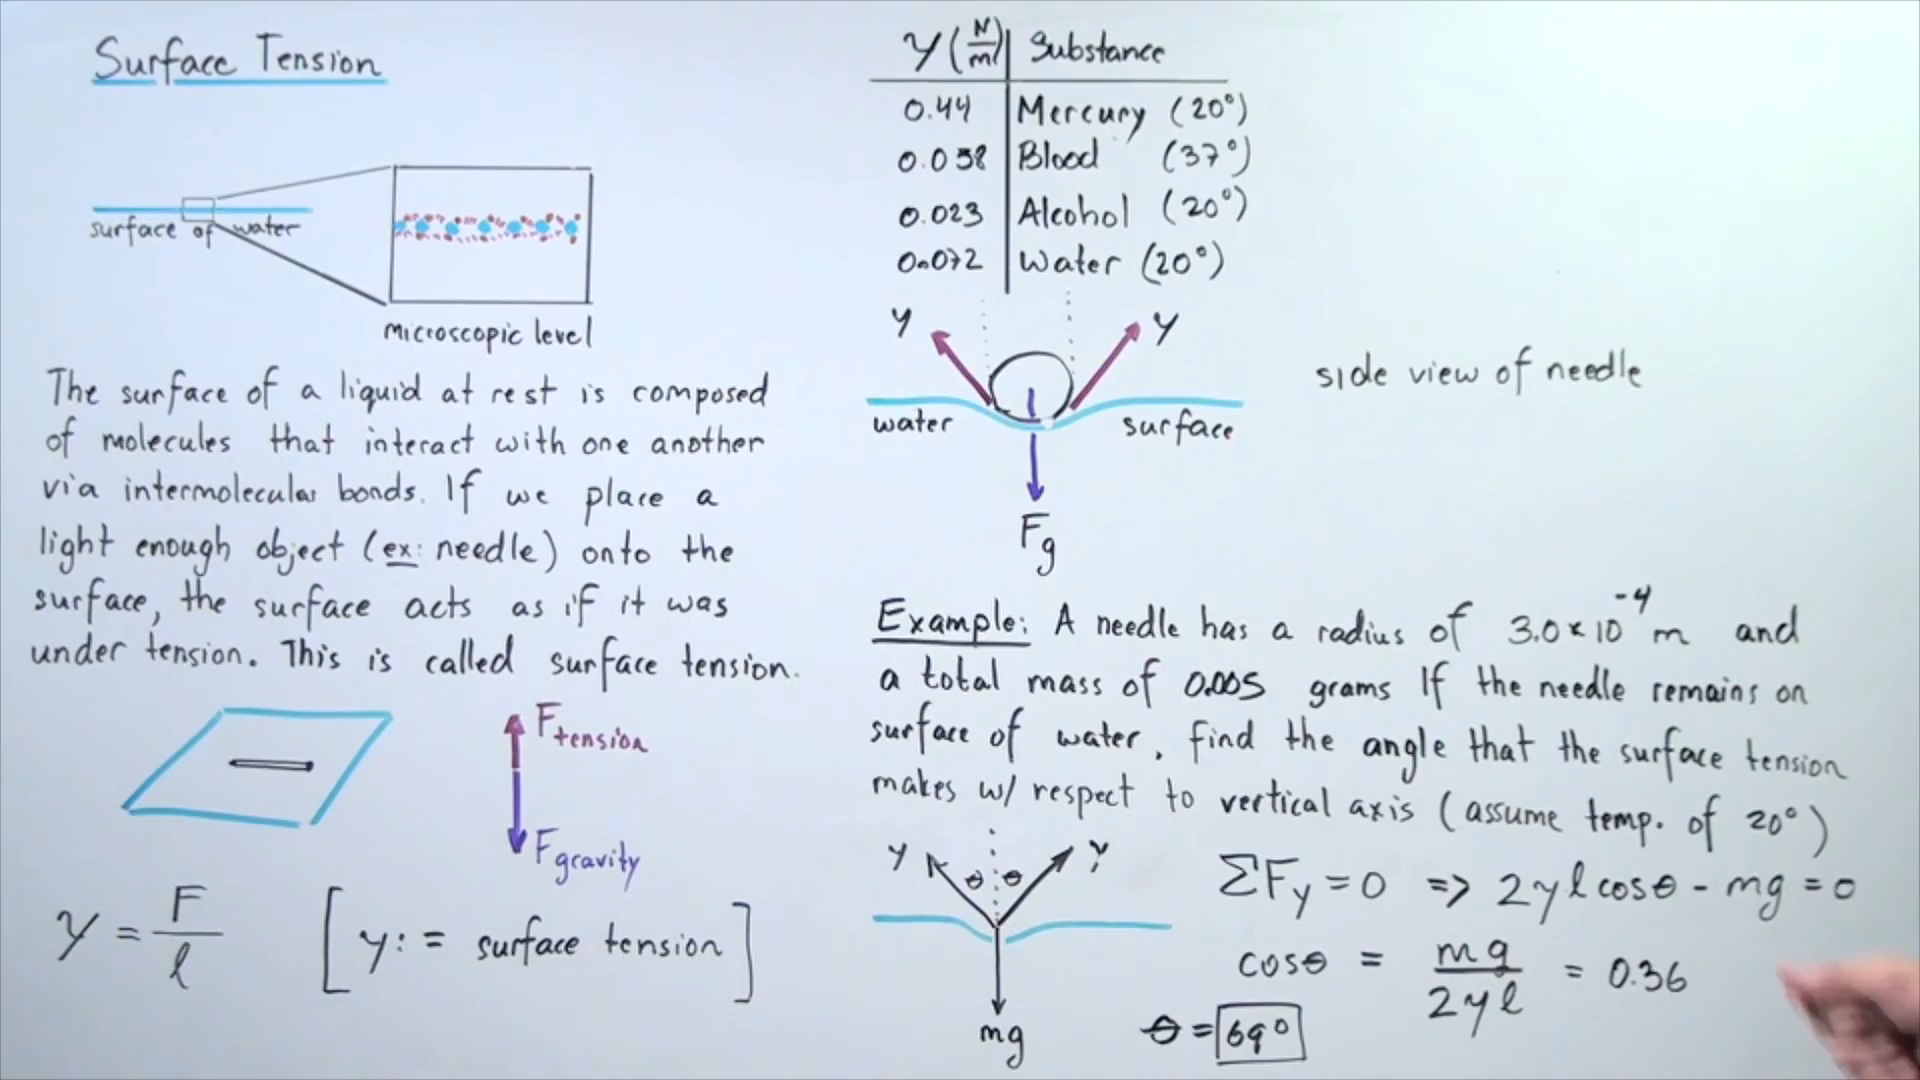 Surface Tension
surface of water
microscopic level
The surface of a liquid at rest is composed
of molecules that interact with one another
via intermolecular bonds. If we place a
light enough object (ex: needle) onto the
surface, the surface acts as if it was
under tension. This is called surface tension.
F tension
F gravity
γ = F/l [γ: = surface tension]
γ (N/m) | Substance
0.44 | Mercury (20°)
0.058 | Blood (37°)
0.023 | Alcohol (20°)
0.072 | Water (20°)
γ γ
side view of needle
water surface
Fg
Example: A needle has a radius of 3.0 × 10⁻⁴ m and
a total mass of 0.005 grams If the needle remains on
surface of water, find the angle that the surface tension
makes w/ respect to vertical axis (assume temp. of 20°)
γ θ θ γ
mg
ΣFy = 0 => 2γlcosθ - mg = 0
cosθ = mg/2γl = 0.36
θ = 69°